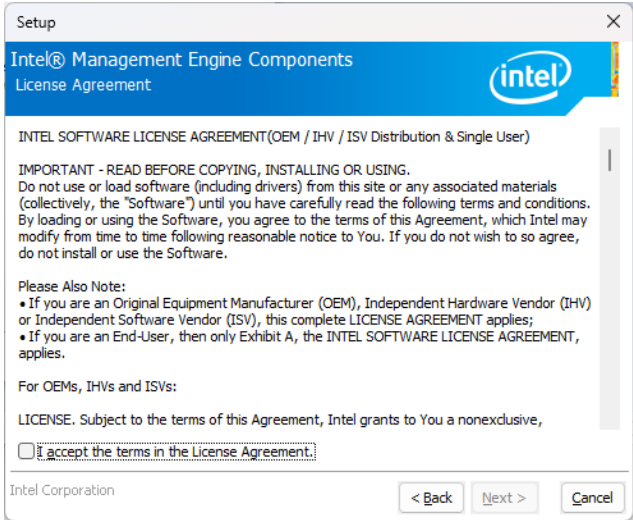 Setup
Intel® Management Engine Components
License Agreement
intel
INTEL SOFTWARE LICENSE AGREEMENT(OEM / IHV / ISV Distribution & Single User)
IMPORTANT - READ BEFORE COPYING, INSTALLING OR USING.
Do not use or load software (including drivers) from this site or any associated materials
(collectively, the "Software") until you have carefully read the following terms and conditions.
By loading or using the Software, you agree to the terms of this Agreement, which Intel may
modify from time to time following reasonable notice to You. If you do not wish to so agree,
do not install or use the Software.
Please Also Note:
• If you are an Original Equipment Manufacturer (OEM), Independent Hardware Vendor (IHV)
or Independent Software Vendor (ISV), this complete LICENSE AGREEMENT applies;
• If you are an End-User, then only Exhibit A, the INTEL SOFTWARE LICENSE AGREEMENT,
applies.
For OEMs, IHVs and ISVs:
LICENSE. Subject to the terms of this Agreement, Intel grants to You a nonexclusive,
I accept the terms in the License Agreement.
Intel Corporation
< Back
Next >
Cancel